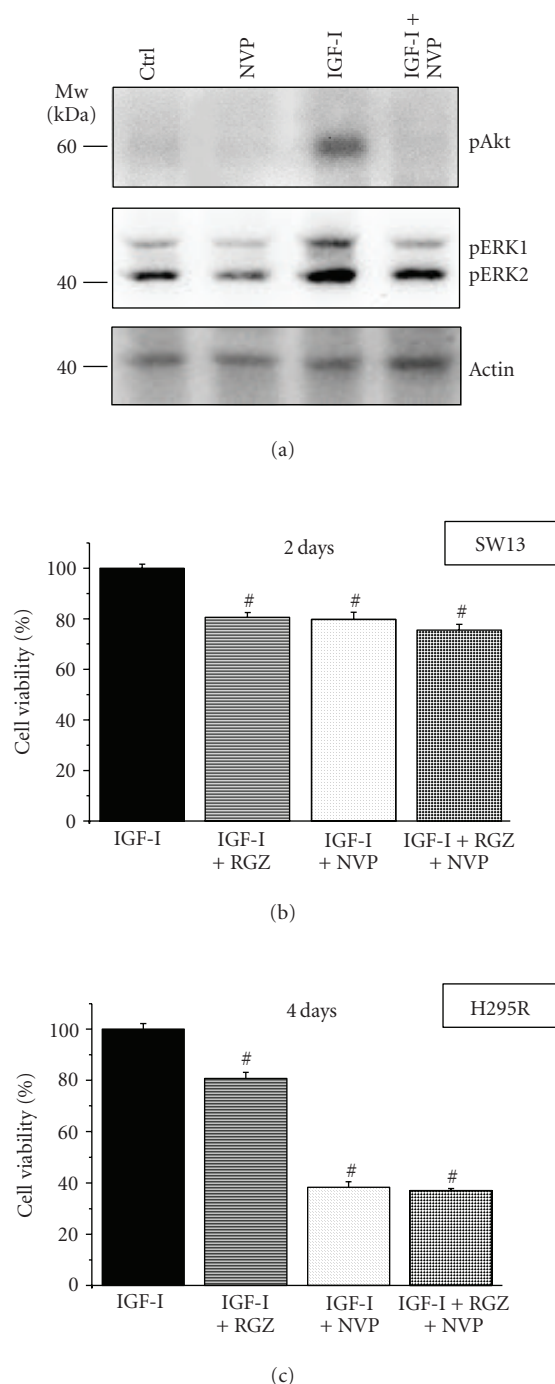 Ctrl
NVP
IGF-I
IGF-I +
NVP
Mw
(kDa)
60
pAkt
pERK1
pERK2
40
40
Actin
(a)
2 days
SW13
Cell viability (%)
100
80
60
40
20
0
#
#
#
IGF-I
IGF-I
+ RGZ
IGF-I
+ NVP
IGF-I + RGZ
+ NVP
(b)
4 days
H295R
Cell viability (%)
100
80
60
40
20
0
#
#
#
IGF-I
IGF-I
+ RGZ
IGF-I
+ NVP
IGF-I + RGZ
+ NVP
(c)